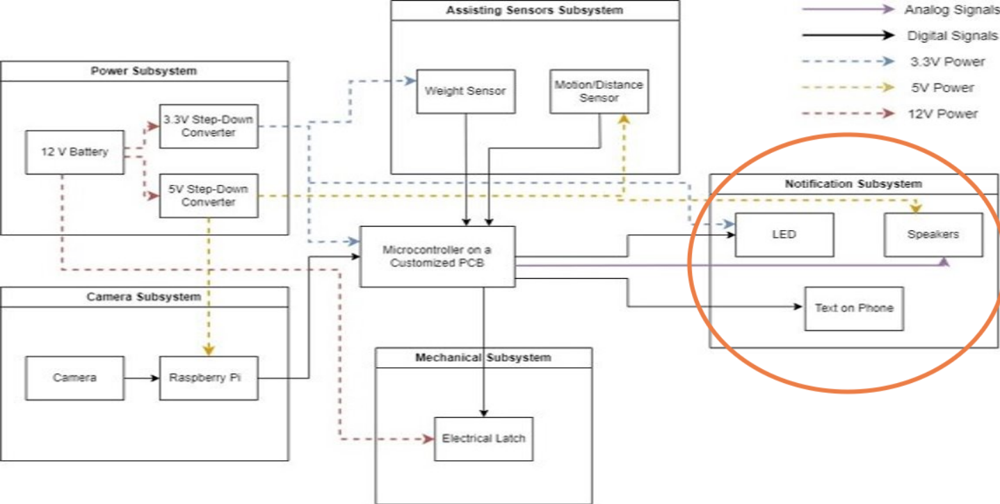 Assisting Sensors Subsystem
Analog Signals
Digital Signals
3.3V Power
5V Power
12V Power
Power Subsystem
12 V Battery
3.3V Step-Down
Converter
5V Step-Down
Converter
Weight Sensor
Motion/Distance
Sensor
Notification Subsystem
LED
Speakers
Text on Phone
Microcontroller on a
Customized PCB
Camera Subsystem
Camera
Raspberry Pi
Mechanical Subsystem
Electrical Latch